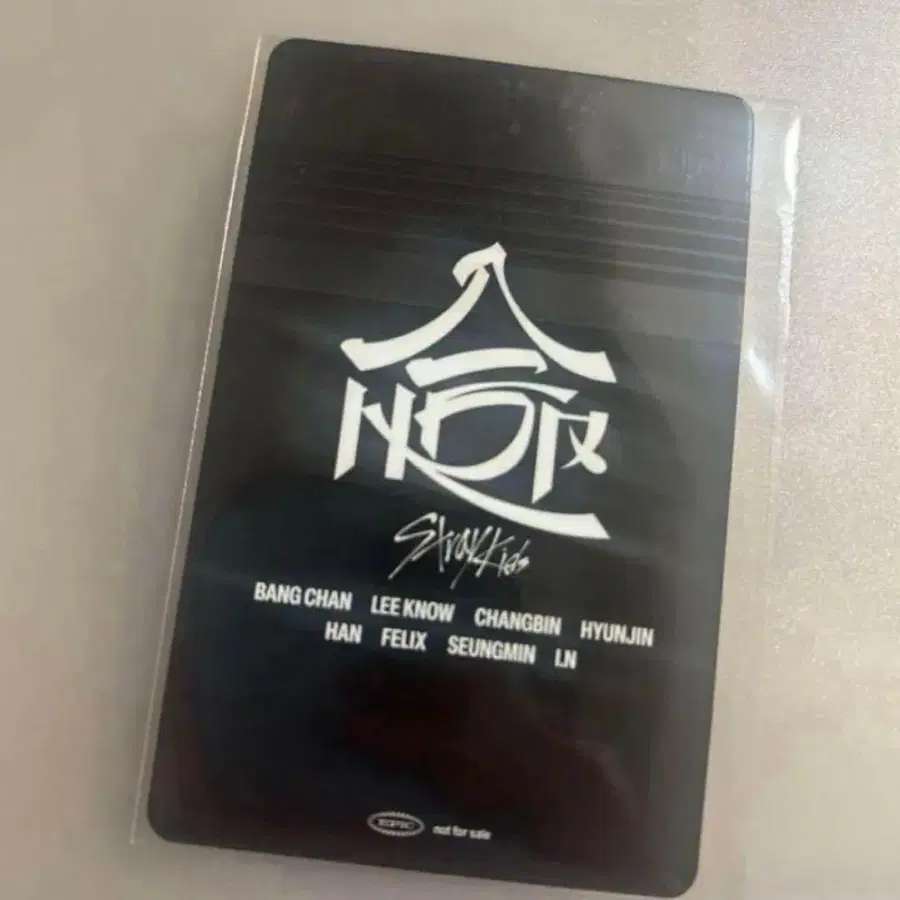 Stray Kids
BANG CHAN LEE KNOW CHANGBIN HYUNJIN
HAN FELIX SEUNGMIN I.N
EPIC not for sale